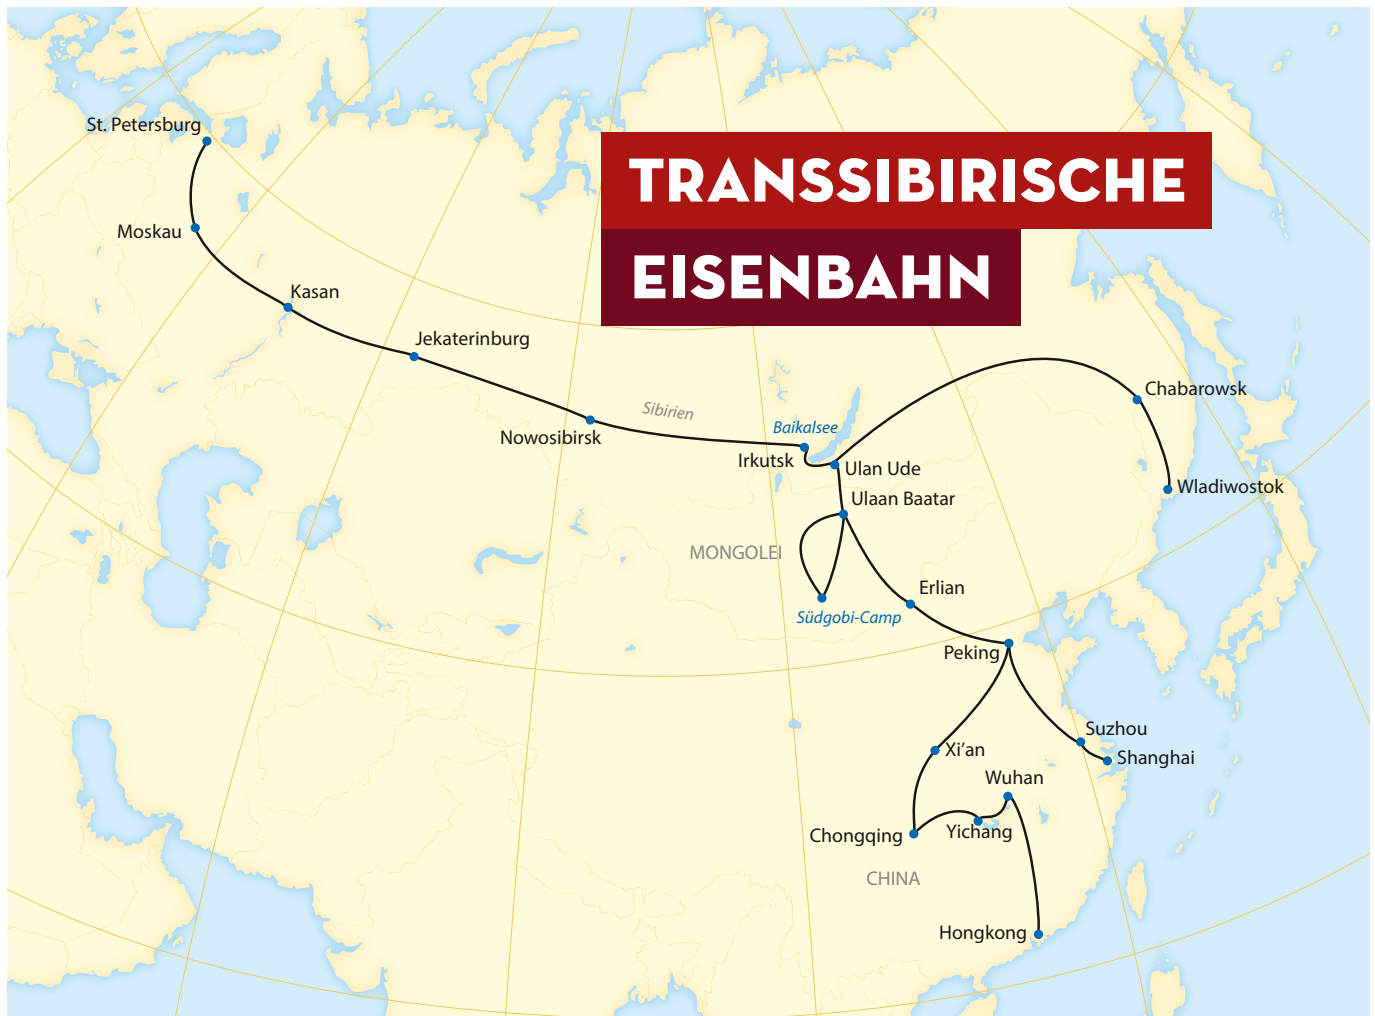 St. Petersburg
TRANSSIBIRISCHE
Moskau
EISENBAHN
Kasan
Jekaterinburg
Chabarowsk
Sibirien
Baikalsee
Nowosibirsk
Irkutsk
Ulan Ude
Wladiwostok
Ulaan Baatar
MONGOLEI
Erlian
Südgobi-Camp
Peking
Suzhou
Xi’an
Shanghai
Wuhan
Yichang
Chongqing
CHINA
Hongkong